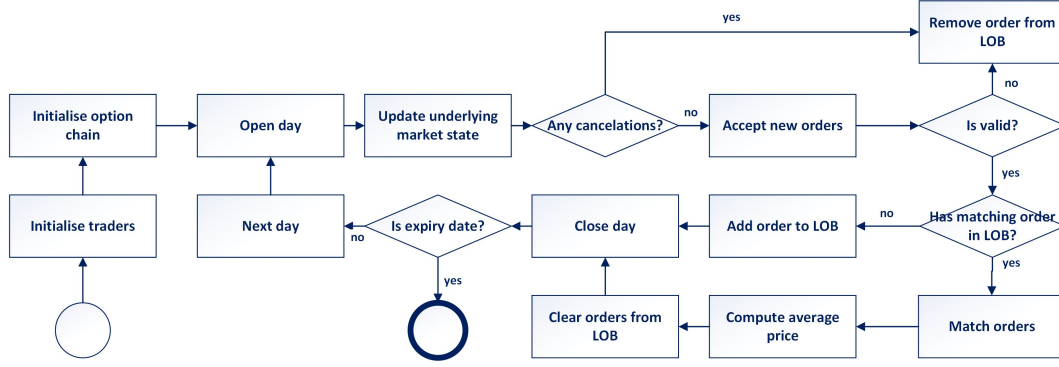 yes
Remove order from
LOB
no
Initialise option
chain
Open day
Update underlying
market state
Any cancelations?
no
Accept new orders
Is valid?
yes
Initialise traders
Next day
no
Is expiry date?
yes
Close day
Add order to LOB
no
Has matching order
in LOB?
yes
Clear orders from
LOB
Compute average
price
Match orders